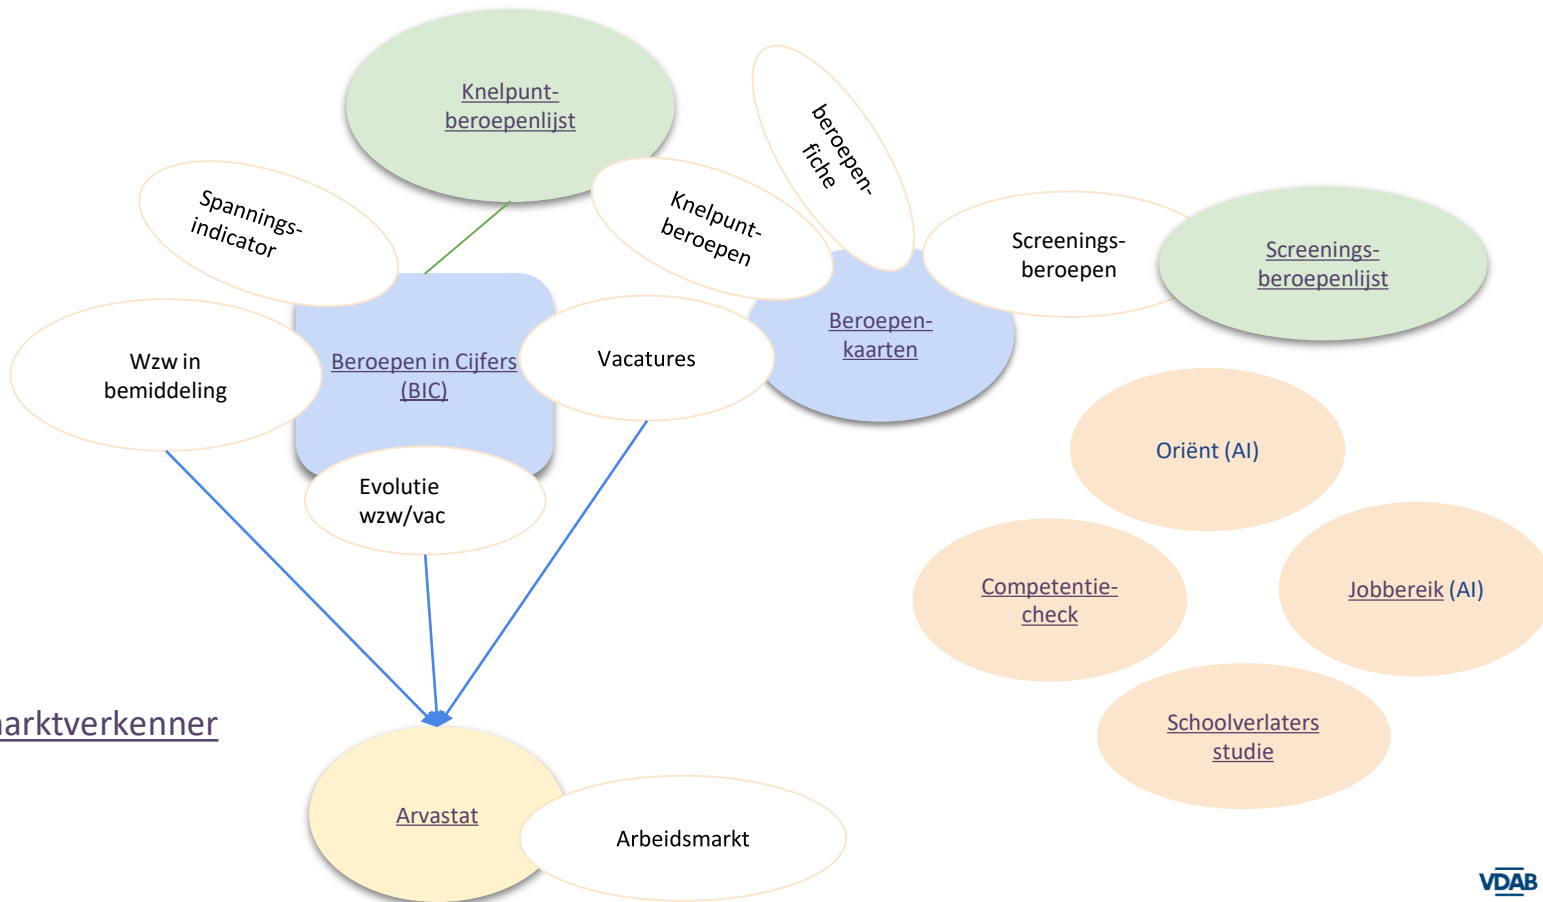 Knelpunt-
beroepenlijst
beroepen-
fiche
Spannings-
indicator
Knelpunt-
beroepen
Screenings-
beroepen
Screenings-
beroepenlijst
Wzw in
bemiddeling
Beroepen in Cijfers
(BIC)
Vacatures
Beroepen-
kaarten
Evolutie
wzw/vac
Oriënt (AI)
Competentie-
check
Jobbereik (AI)
Schoolverlaters
studie
arktverkenner
Arvastat
Arbeidsmarkt
VDAB